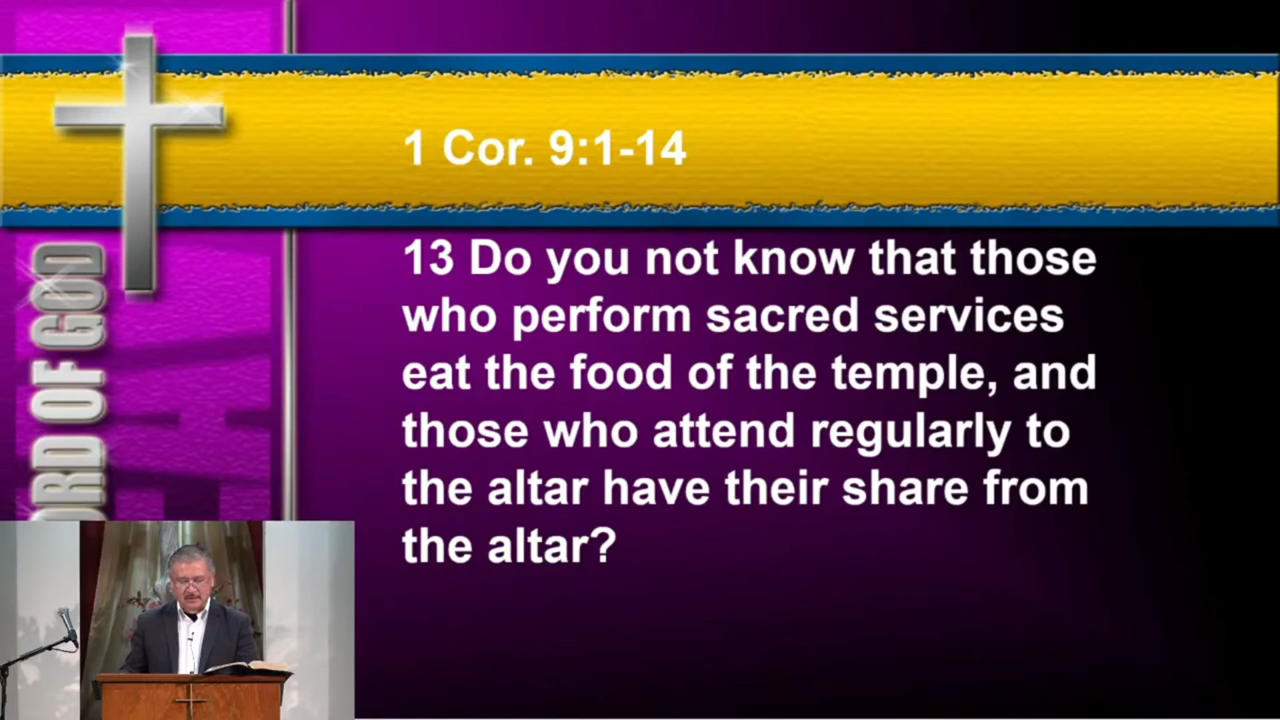 1 Cor. 9:1-14
13 Do you not know that those
who perform sacred services
eat the food of the temple, and
those who attend regularly to
the altar have their share from
the altar?
ORD OF GOD